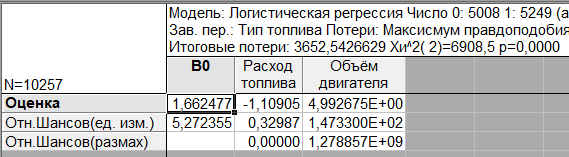 Модель: Логистическая регрессия Число 0: 5008 1: 5249 (а
Зав. пер.: Тип топлива Потери: Максисмум правдоподобия
Итоговые потери: 3652,5426629 Хи^2( 2)=6908,5 p=0,0000
N=10257 B0 Расход топлива Объём двигателя
Оценка 1,662477 -1,10905 4,992675E+00
Отн.Шансов(ед. изм.) 5,272355 0,32987 1,473300E+02
Отн.Шансов(размах) 0,00000 1,278857E+09